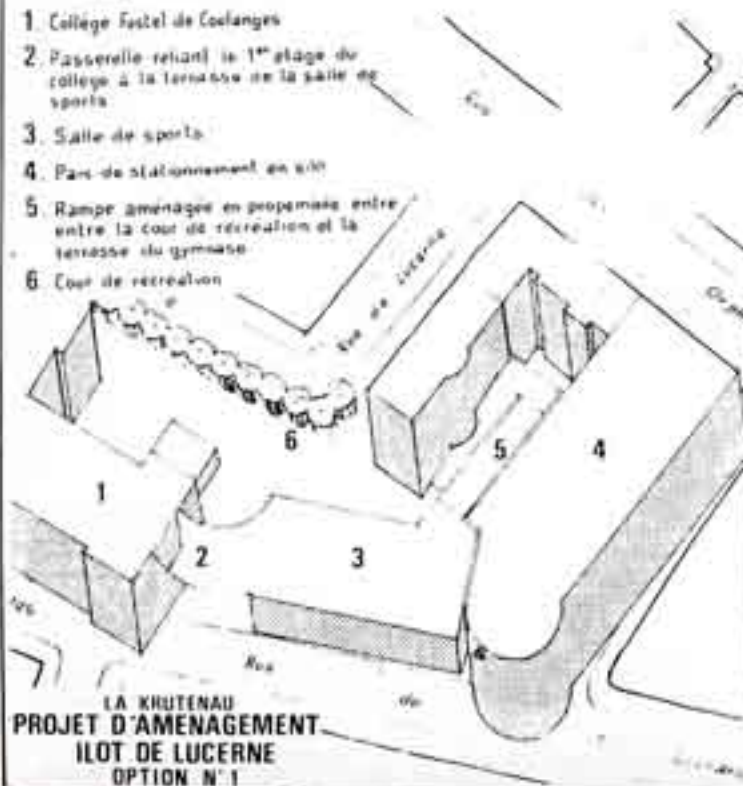 1. Collège Fustel de Coulanges
2. Passerelle reliant le 1er etage du
collège à la terrasse de la salle de
sports
3. Salle de sports
4. Parc de stationnement en silo
5. Rampe aménagée en promenade entre
entre la cour de récréation et la
terrasse du gymnase
6. Cour de récréation
Rue de Lucerne
6
5
4
1
2
3
Rue
de
LA KRUTENAU
PROJET D'AMENAGEMENT
ILOT DE LUCERNE
OPTION N°1